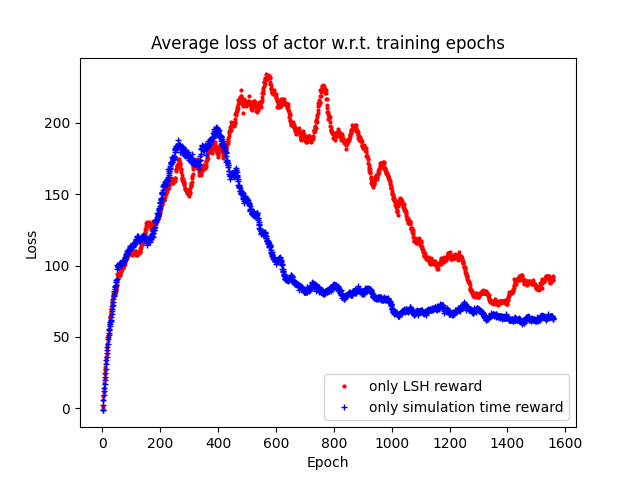 Average loss of actor w.r.t. training epochs
Loss
200
150
100
50
0
only LSH reward
only simulation time reward
0 200 400 600 800 1000 1200 1400 1600
Epoch